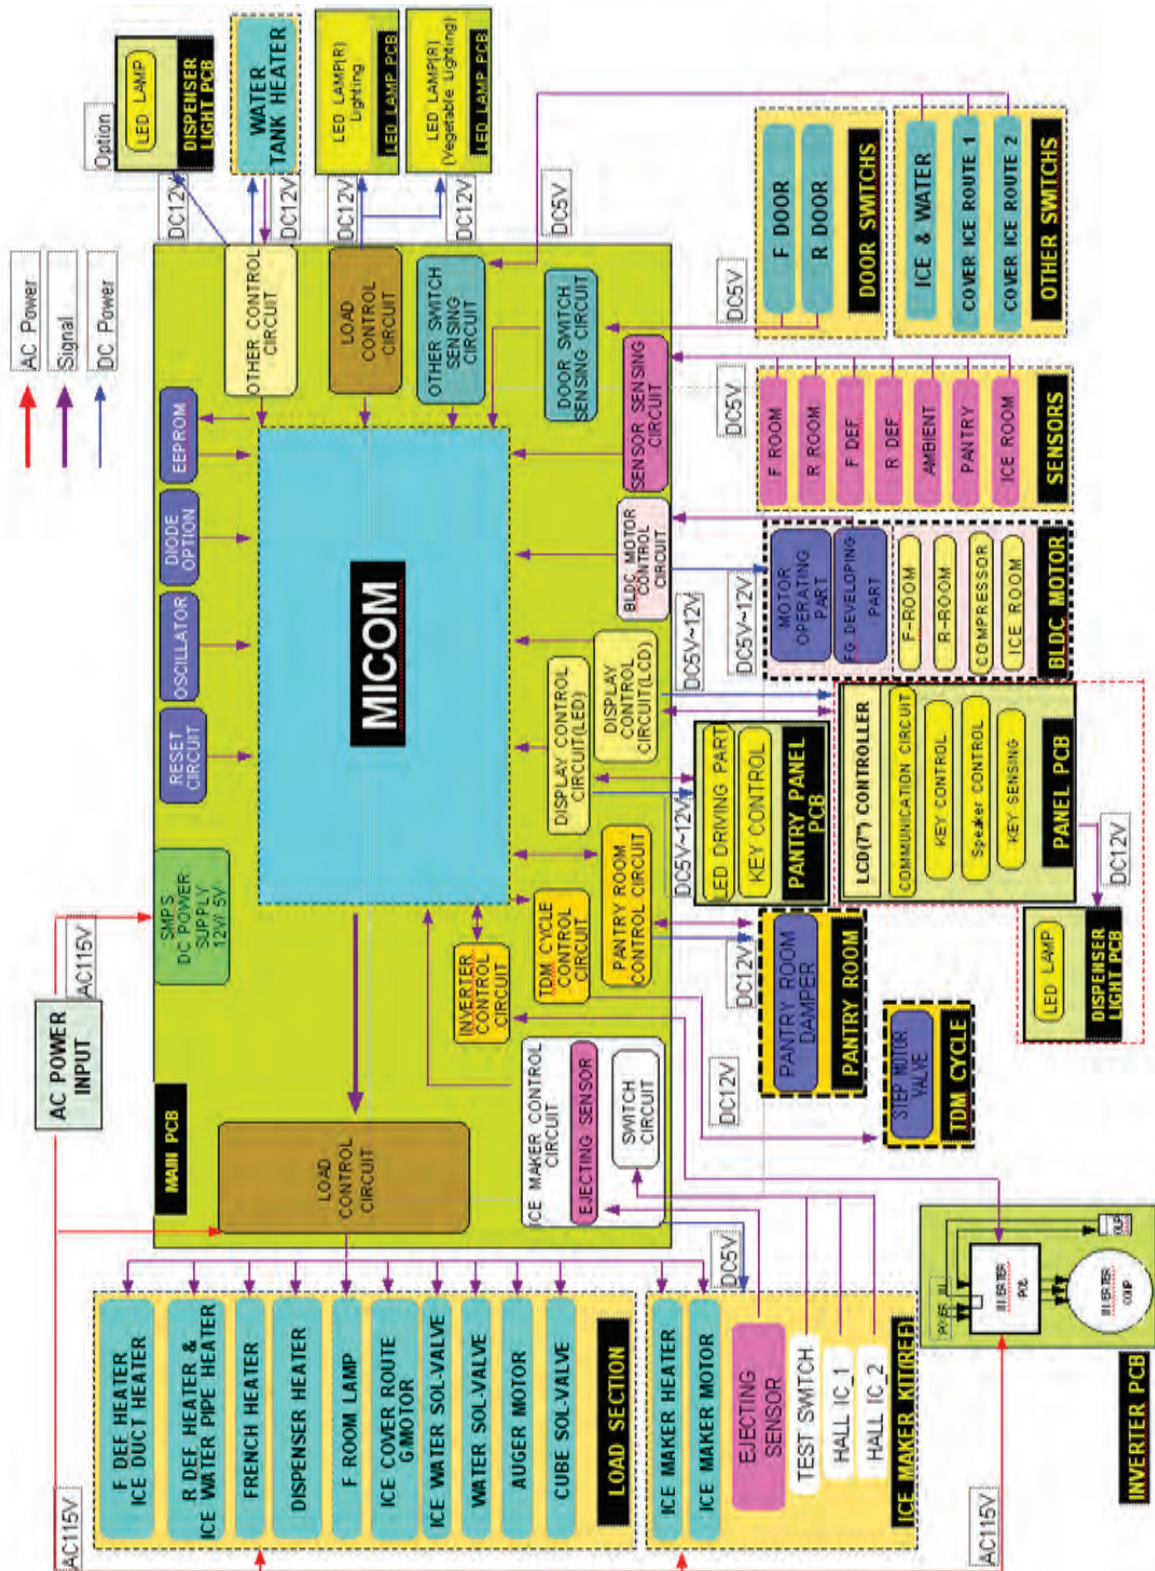 AC Power
Signal
DC Power
Option
LED LAMP
DISPENSER
LIGHT PCB
DC12V
WATER
TANK HEATER
DC12V
LED LAMP(R)
Lighting
LED LAMP PCB
DC12V
LED LAMP(R)
(Vegetable Lighting)
LED LAMP PCB
DC12V
AC POWER
INPUT
AC115V
AC115V
MAIN PCB
SMPS
DC POWER
SUPPLY
12V/ 5V
RESET
CIRCUIT
OSCILLATOR
DIODE
OPTION
EEPROM
OTHER CONTROL
CIRCUIT
LOAD
CONTROL
CIRCUIT
OTHER SWITCH
SENSING
CIRCUIT
DOOR SWITCH
SENSING CIRCUIT
SENSOR SENSING
CIRCUIT
BLDC MOTOR
CONTROL
CIRCUIT
DISPLAY
CONTROL
CIRCUIT(LCD)
DISPLAY CONTROL
CIRCUIT(LED)
PANTRY ROOM
CONTROL CIRCUIT
TDM CYCLE
CONTROL
CIRCUIT
INVERTER
CONTROL
CIRCUIT
MICOM
LOAD
CONTROL
CIRCUIT
ICE MAKER CONTROL
CIRCUIT
EJECTING SENSOR
SWITCH
CIRCUIT
F DEF HEATER
ICE DUCT HEATER
R DEF HEATER &
ICE WATER PIPE HEATER
FRENCH HEATER
DISPENSER HEATER
F ROOM LAMP
ICE COVER ROUTE
G/MOTOR
ICE WATER SOL-VALVE
WATER SOL-VALVE
AUGER MOTOR
CUBE SOL-VALVE
LOAD SECTION
ICE MAKER HEATER
ICE MAKER MOTOR
EJECTING
SENSOR
TEST SWITCH
HALL IC_1
HALL IC_2
ICE MAKER KIT(REF)
DC5V
DC5V
F DOOR
R DOOR
DOOR SWITCHS
DC5V
ICE & WATER
COVER ICE ROUTE 1
COVER ICE ROUTE 2
OTHER SWITCHS
DC5V
F ROOM
R ROOM
F DEF
R DEF
AMBIENT
PANTRY
ICE ROOM
SENSORS
DC5V~12V
MOTOR
OPERATING
PART
FG DEVELOPING
PART
F-ROOM
R-ROOM
COMPRESSOR
ICE ROOM
BLDC MOTOR
DC5V~12V
LCD(7") CONTROLLER
COMMUNICATION CIRCUIT
KEY CONTROL
Speaker CONTROL
KEY SENSING
PANEL PCB
DC12V
DC5V~12V
LED DRIVING PART
KEY CONTROL
PANTRY PANEL
PCB
DC12V
PANTRY ROOM
DAMPER
PANTRY ROOM
LED LAMP
DISPENSER
LIGHT PCB
DC12V
STEP MOTOR
VALVE
TDM CYCLE
INVERTER
INVERTER
AC115V
INVERTER PCB